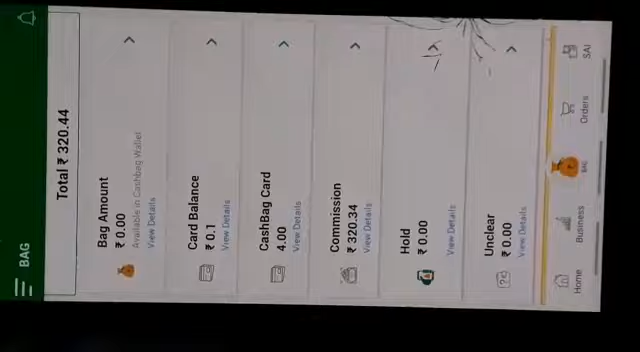 BAG
Total ₹ 320.44
Bag Amount
₹ 0.00
Available in Cashbag Wallet
View Details
Card Balance
₹ 0.1
View Details
CashBag Card
4.00
View Details
Commission
₹ 320.34
View Details
Hold
₹ 0.00
View Details
Unclear
₹ 0.00
View Details
Home
Business
BAG
Orders
SAI